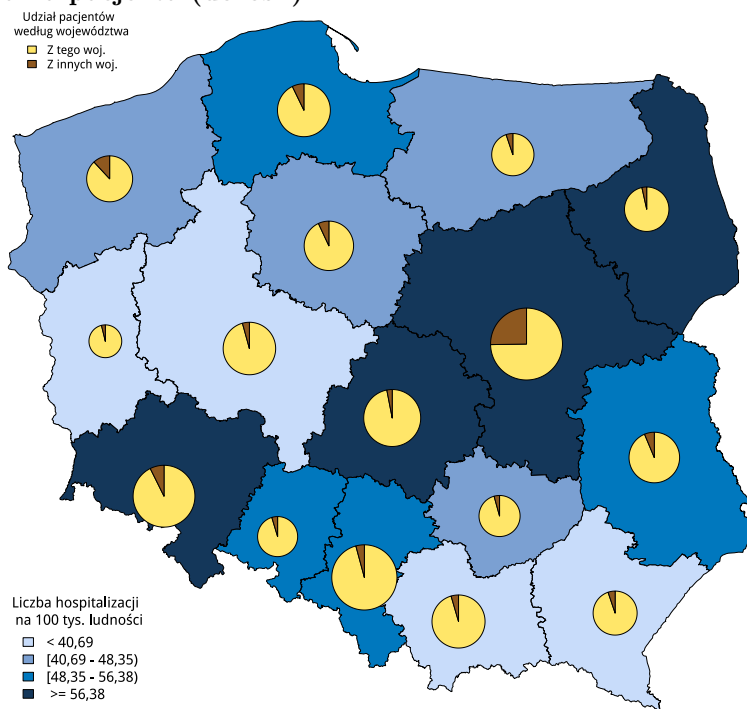 Udział pacjentów
według województwa
Z tego woj.
Z innych woj.
Liczba hospitalizacji
na 100 tys. ludności
< 40,69
[40,69 - 48,35)
[48,35 - 56,38)
>= 56,38